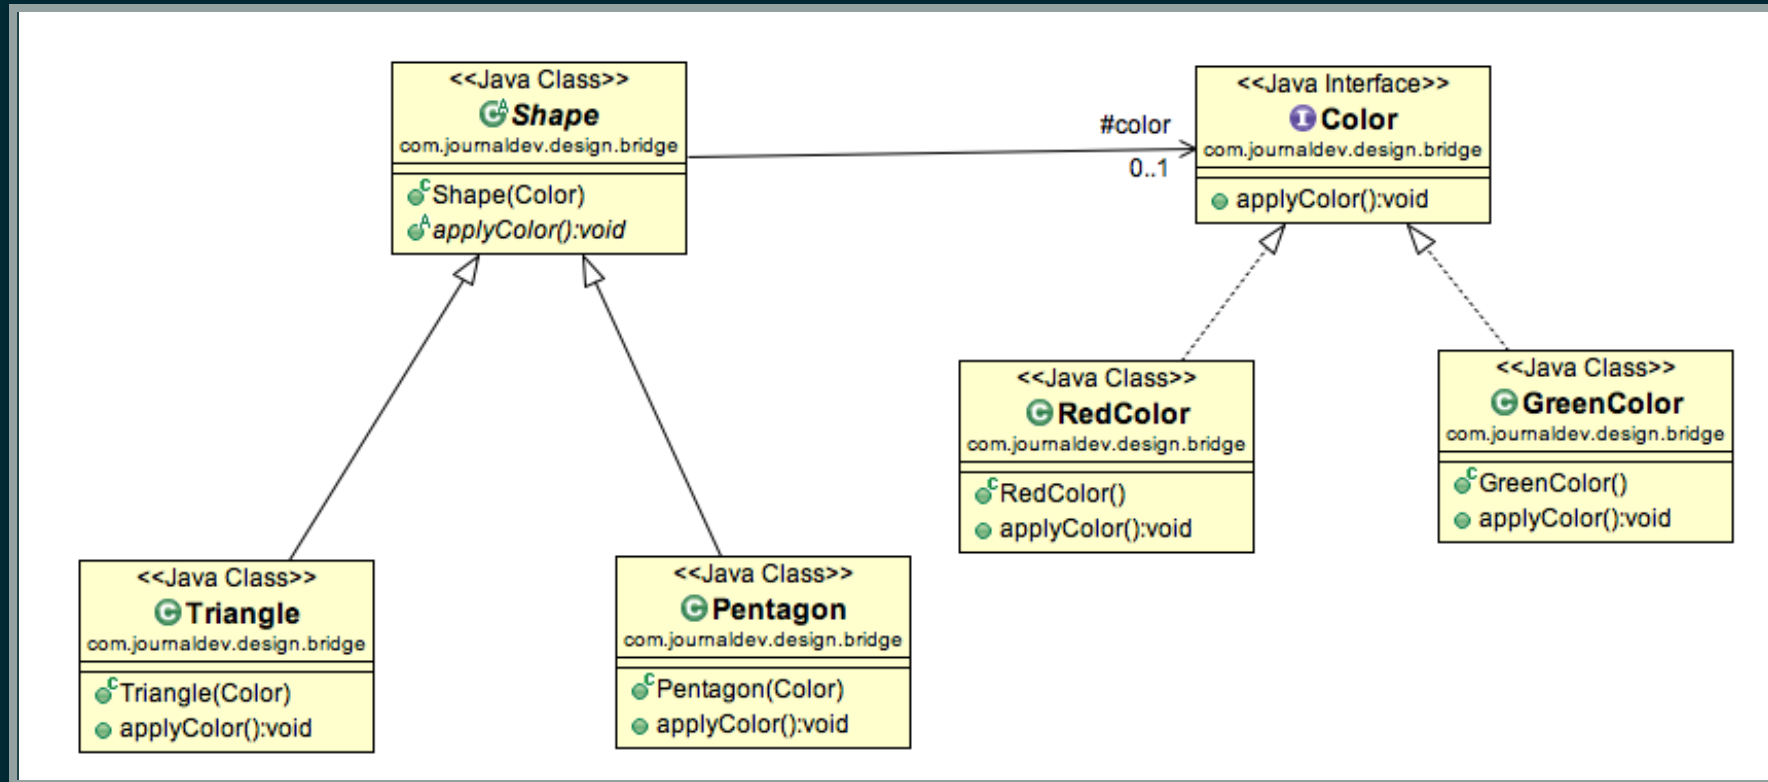 <<Java Class>>
Shape
com.journaldev.design.bridge
Shape(Color)
applyColor():void
#color
0..1
<<Java Interface>>
Color
com.journaldev.design.bridge
applyColor():void
<<Java Class>>
RedColor
com.journaldev.design.bridge
RedColor()
applyColor():void
<<Java Class>>
GreenColor
com.journaldev.design.bridge
GreenColor()
applyColor():void
<<Java Class>>
Triangle
com.journaldev.design.bridge
Triangle(Color)
applyColor():void
<<Java Class>>
Pentagon
com.journaldev.design.bridge
Pentagon(Color)
applyColor():void